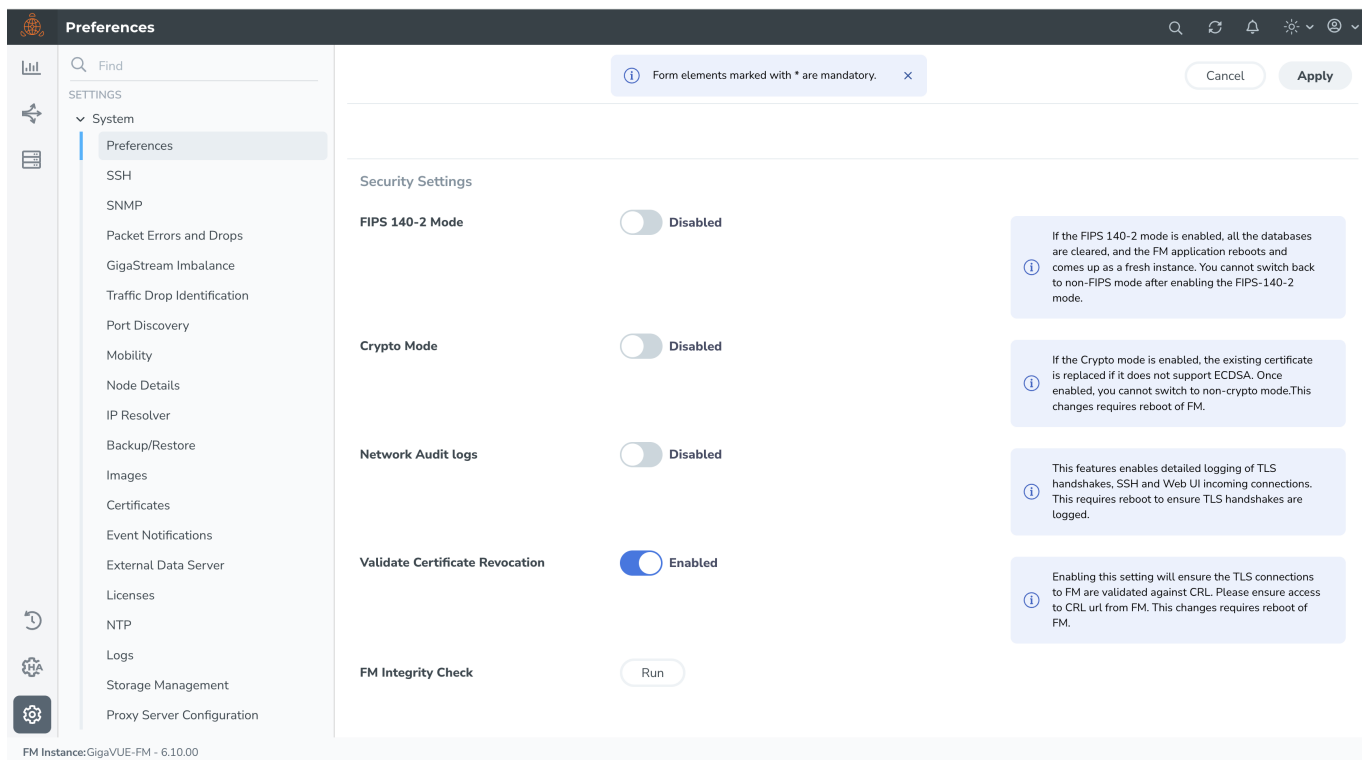 Preferences
Find
Form elements marked with * are mandatory.
Cancel
Apply
SETTINGS
System
Preferences
SSH
SNMP
Packet Errors and Drops
GigaStream Imbalance
Traffic Drop Identification
Port Discovery
Mobility
Node Details
IP Resolver
Backup/Restore
Images
Certificates
Event Notifications
External Data Server
Licenses
NTP
Logs
Storage Management
Proxy Server Configuration
HA
Security Settings
FIPS 140-2 Mode
Disabled
If the FIPS 140-2 mode is enabled, all the databases
are cleared, and the FM application reboots and
comes up as a fresh instance. You cannot switch back
to non-FIPS mode after enabling the FIPS-140-2
mode.
Crypto Mode
Disabled
If the Crypto mode is enabled, the existing certificate
is replaced if it does not support ECDSA. Once
enabled, you cannot switch to non-crypto mode.This
changes requires reboot of FM.
Network Audit logs
Disabled
This features enables detailed logging of TLS
handshakes, SSH and Web UI incoming connections.
This requires reboot to ensure TLS handshakes are
logged.
Validate Certificate Revocation
Enabled
Enabling this setting will ensure the TLS connections
to FM are validated against CRL. Please ensure access
to CRL url from FM. This changes requires reboot of
FM.
FM Integrity Check
Run
FM Instance:GigaVUE-FM - 6.10.00